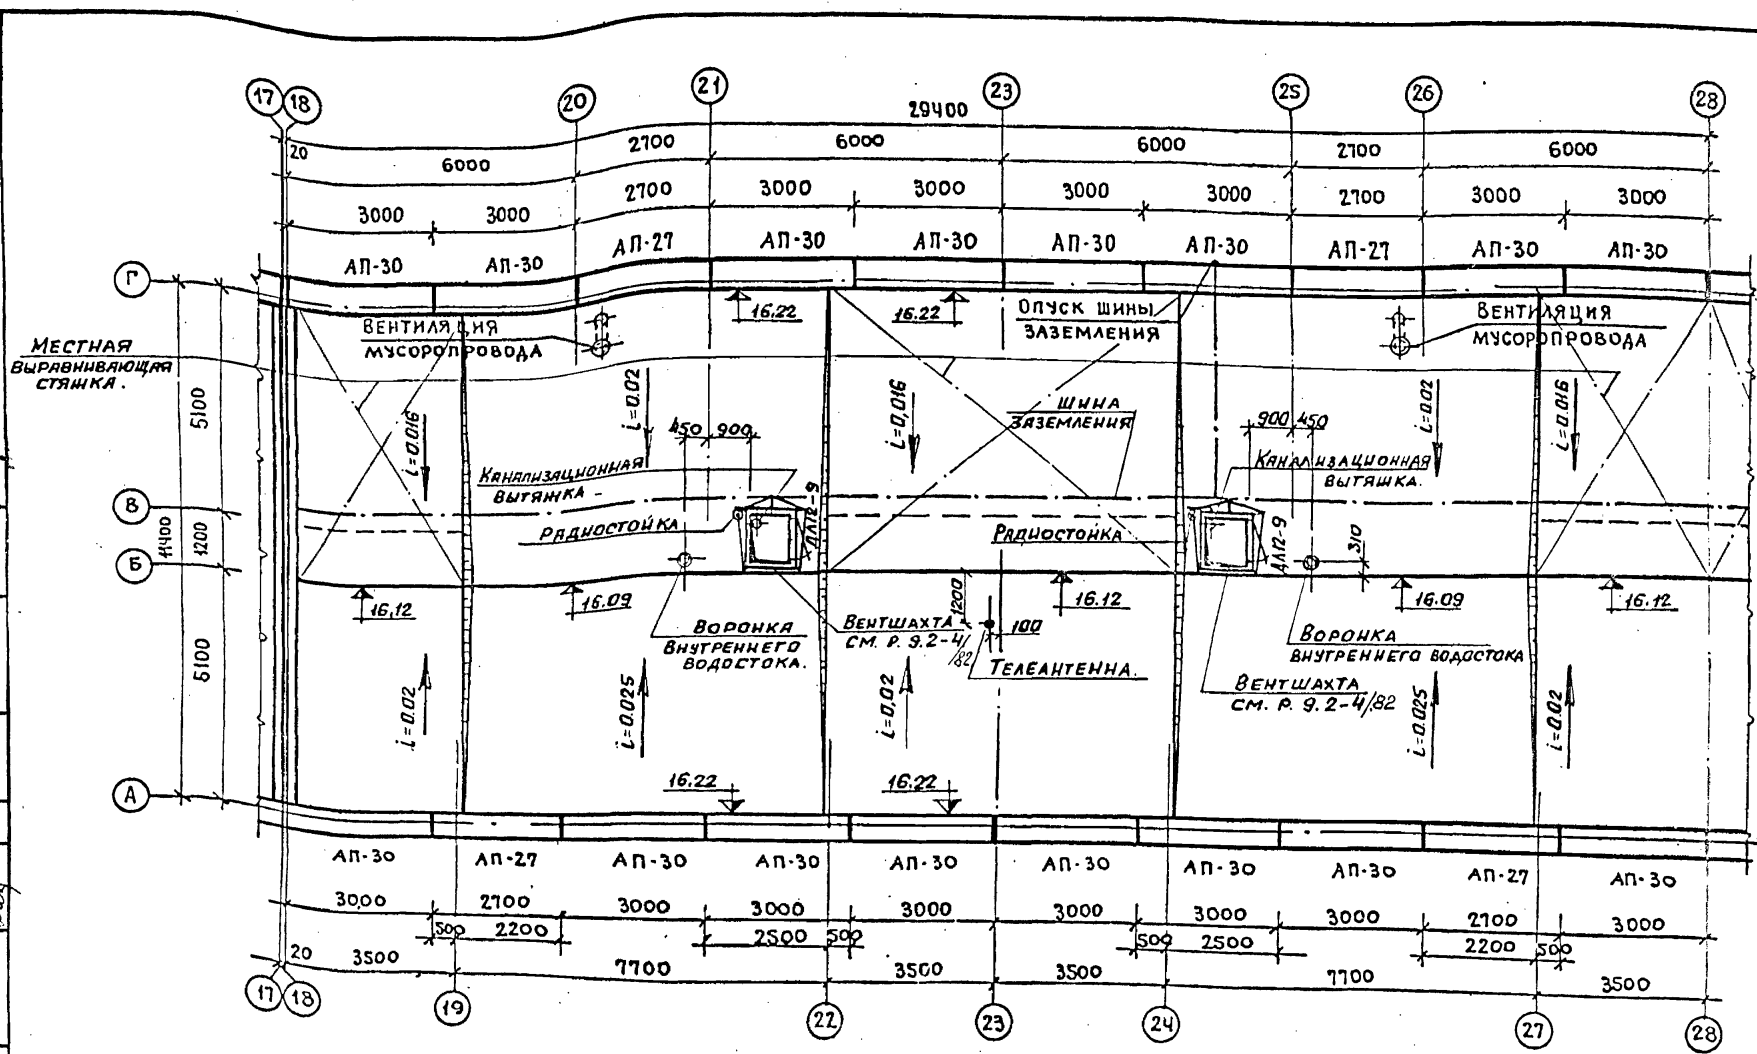 17 18 20 21 23 25 26 28
29400
20 6000 2700 6000 6000 2700 6000
3000 3000 2700 3000 3000 3000 3000 2700 3000 3000
АП-30 АП-30 АП-27 АП-30 АП-30 АП-30 АП-30 АП-27 АП-30 АП-30
Г
16.22 16.22
ВЕНТИЛЯЦИЯ
МУСОРОПРОВОДА
ОПУСК ШИНЫ
ЗАЗЕМЛЕНИЯ
ВЕНТИЛЯЦИЯ
МУСОРОПРОВОДА
МЕСТНАЯ
ВЫРАВНИВАЮЩАЯ
СТЯЖКА.
5100
i=0.016 i=0.02 i=0,016 i=0.02 i=0.016
450 900
ШИНА
ЗАЗЕМЛЕНИЯ
900 450
КАНАЛИЗАЦИОННАЯ
ВЫТЯЖКА
КАНАЛИЗАЦИОННАЯ
ВЫТЯЖКА.
В
РАДИОСТОЙКА
ДЛ12-9
РАДИОСТОЙКА
ДЛ12-9
310
11400
1200
Б
16.12 16.09 1200 16.12 16.09 16.12
ВОРОНКА
ВНУТРЕННЕГО
ВОДОСТОКА.
ВЕНТШАХТА
СМ. Р. 9.2-4/82
100
ТЕЛЕАНТЕННА.
ВОРОНКА
ВНУТРЕННЕГО ВОДОСТОКА
ВЕНТШАХТА
СМ. Р. 9.2-4/82
5100
i=0.02 i=0.025 i=0,02 i=0.025 i=0.02
16.22 16.22
А
АП-30 АП-27 АП-30 АП-30 АП-30 АП-30 АП-30 АП-30 АП-27 АП-30
3000 2700 3000 3000 3000 3000 3000 3000 2700 3000
500 2200 2500 500 500 2500 2200 500
20 3500 7700 3500 3500 7700 3500
17 18 19 22 23 24 27 28